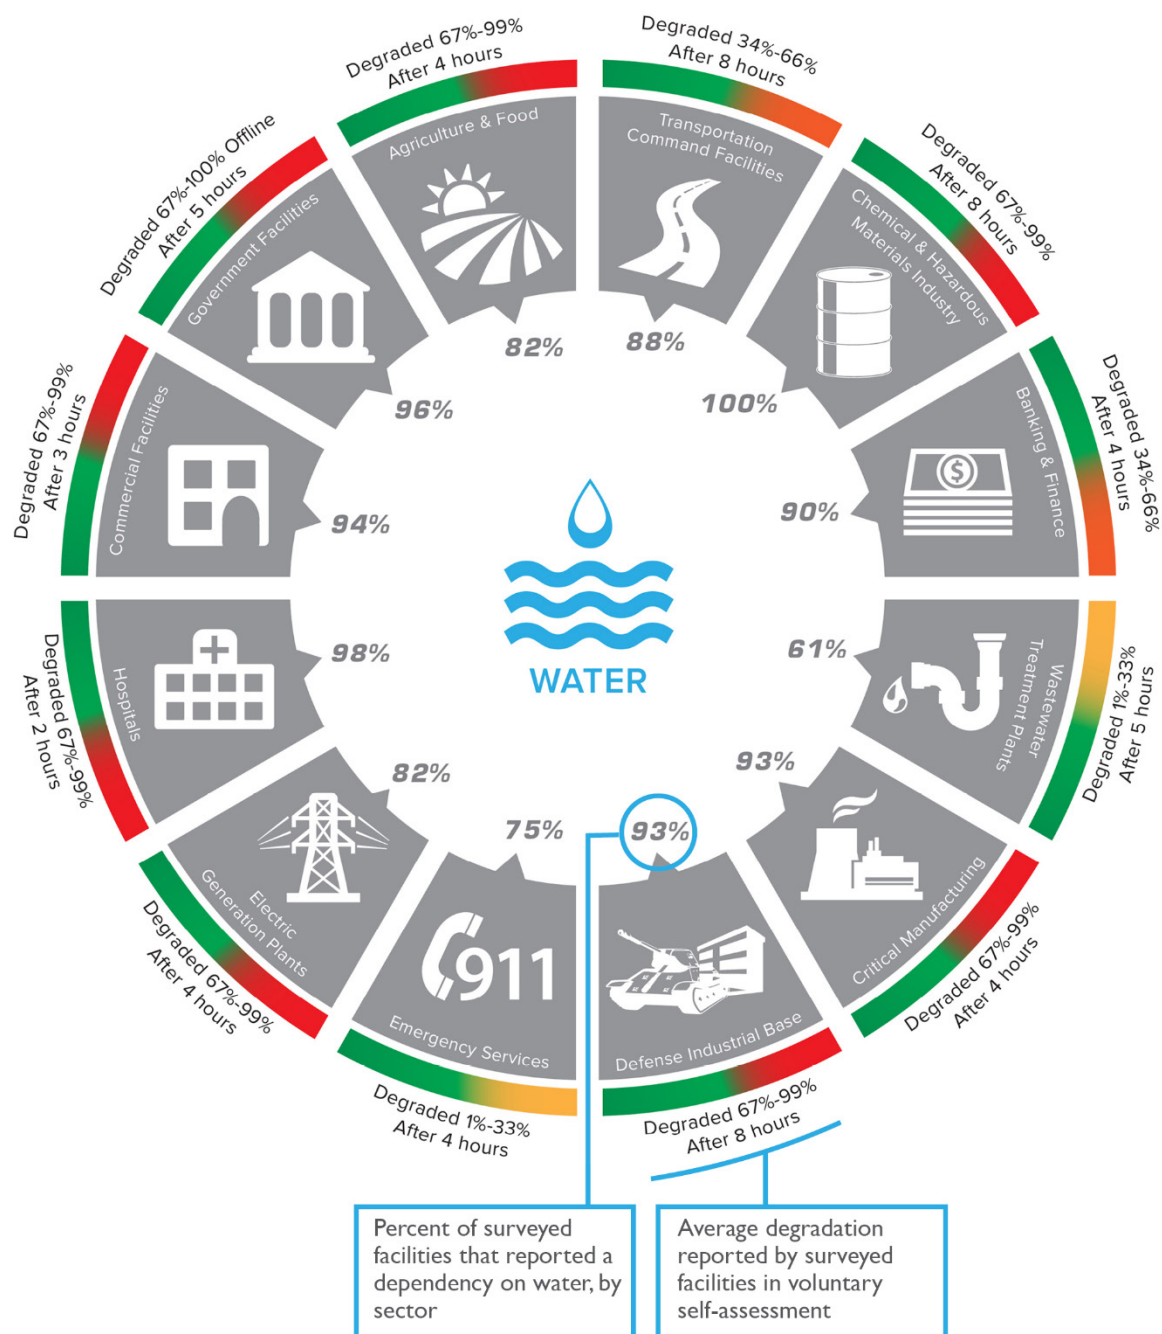 Degraded 67%-99%
After 4 hours
Agriculture & Food
82%
Degraded 34%-66%
After 8 hours
Transportation
Command Facilities
88%
Degraded 67%-99%
After 8 hours
Chemical & Hazardous
Materials Industry
100%
Degraded 34%-66%
After 4 hours
Banking & Finance
$
90%
Degraded 1%-33%
After 5 hours
Wastewater
Treatment Plants
61%
Degraded 67%-99%
After 4 hours
Critical Manufacturing
93%
Degraded 67%-99%
After 8 hours
Defense Industrial Base
93%
Degraded 1%-33%
After 4 hours
Emergency Services
911
75%
Degraded 67%-99%
After 4 hours
Electric
Generation Plants
82%
Degraded 67%-99%
After 2 hours
Hospitals
98%
Degraded 67%-99%
After 3 hours
Commercial Facilities
94%
Degraded 67%-100% Offline
After 5 hours
Government Facilities
96%
WATER
Percent of surveyed
facilities that reported a
dependency on water, by
sector
Average degradation
reported by surveyed
facilities in voluntary
self-assessment